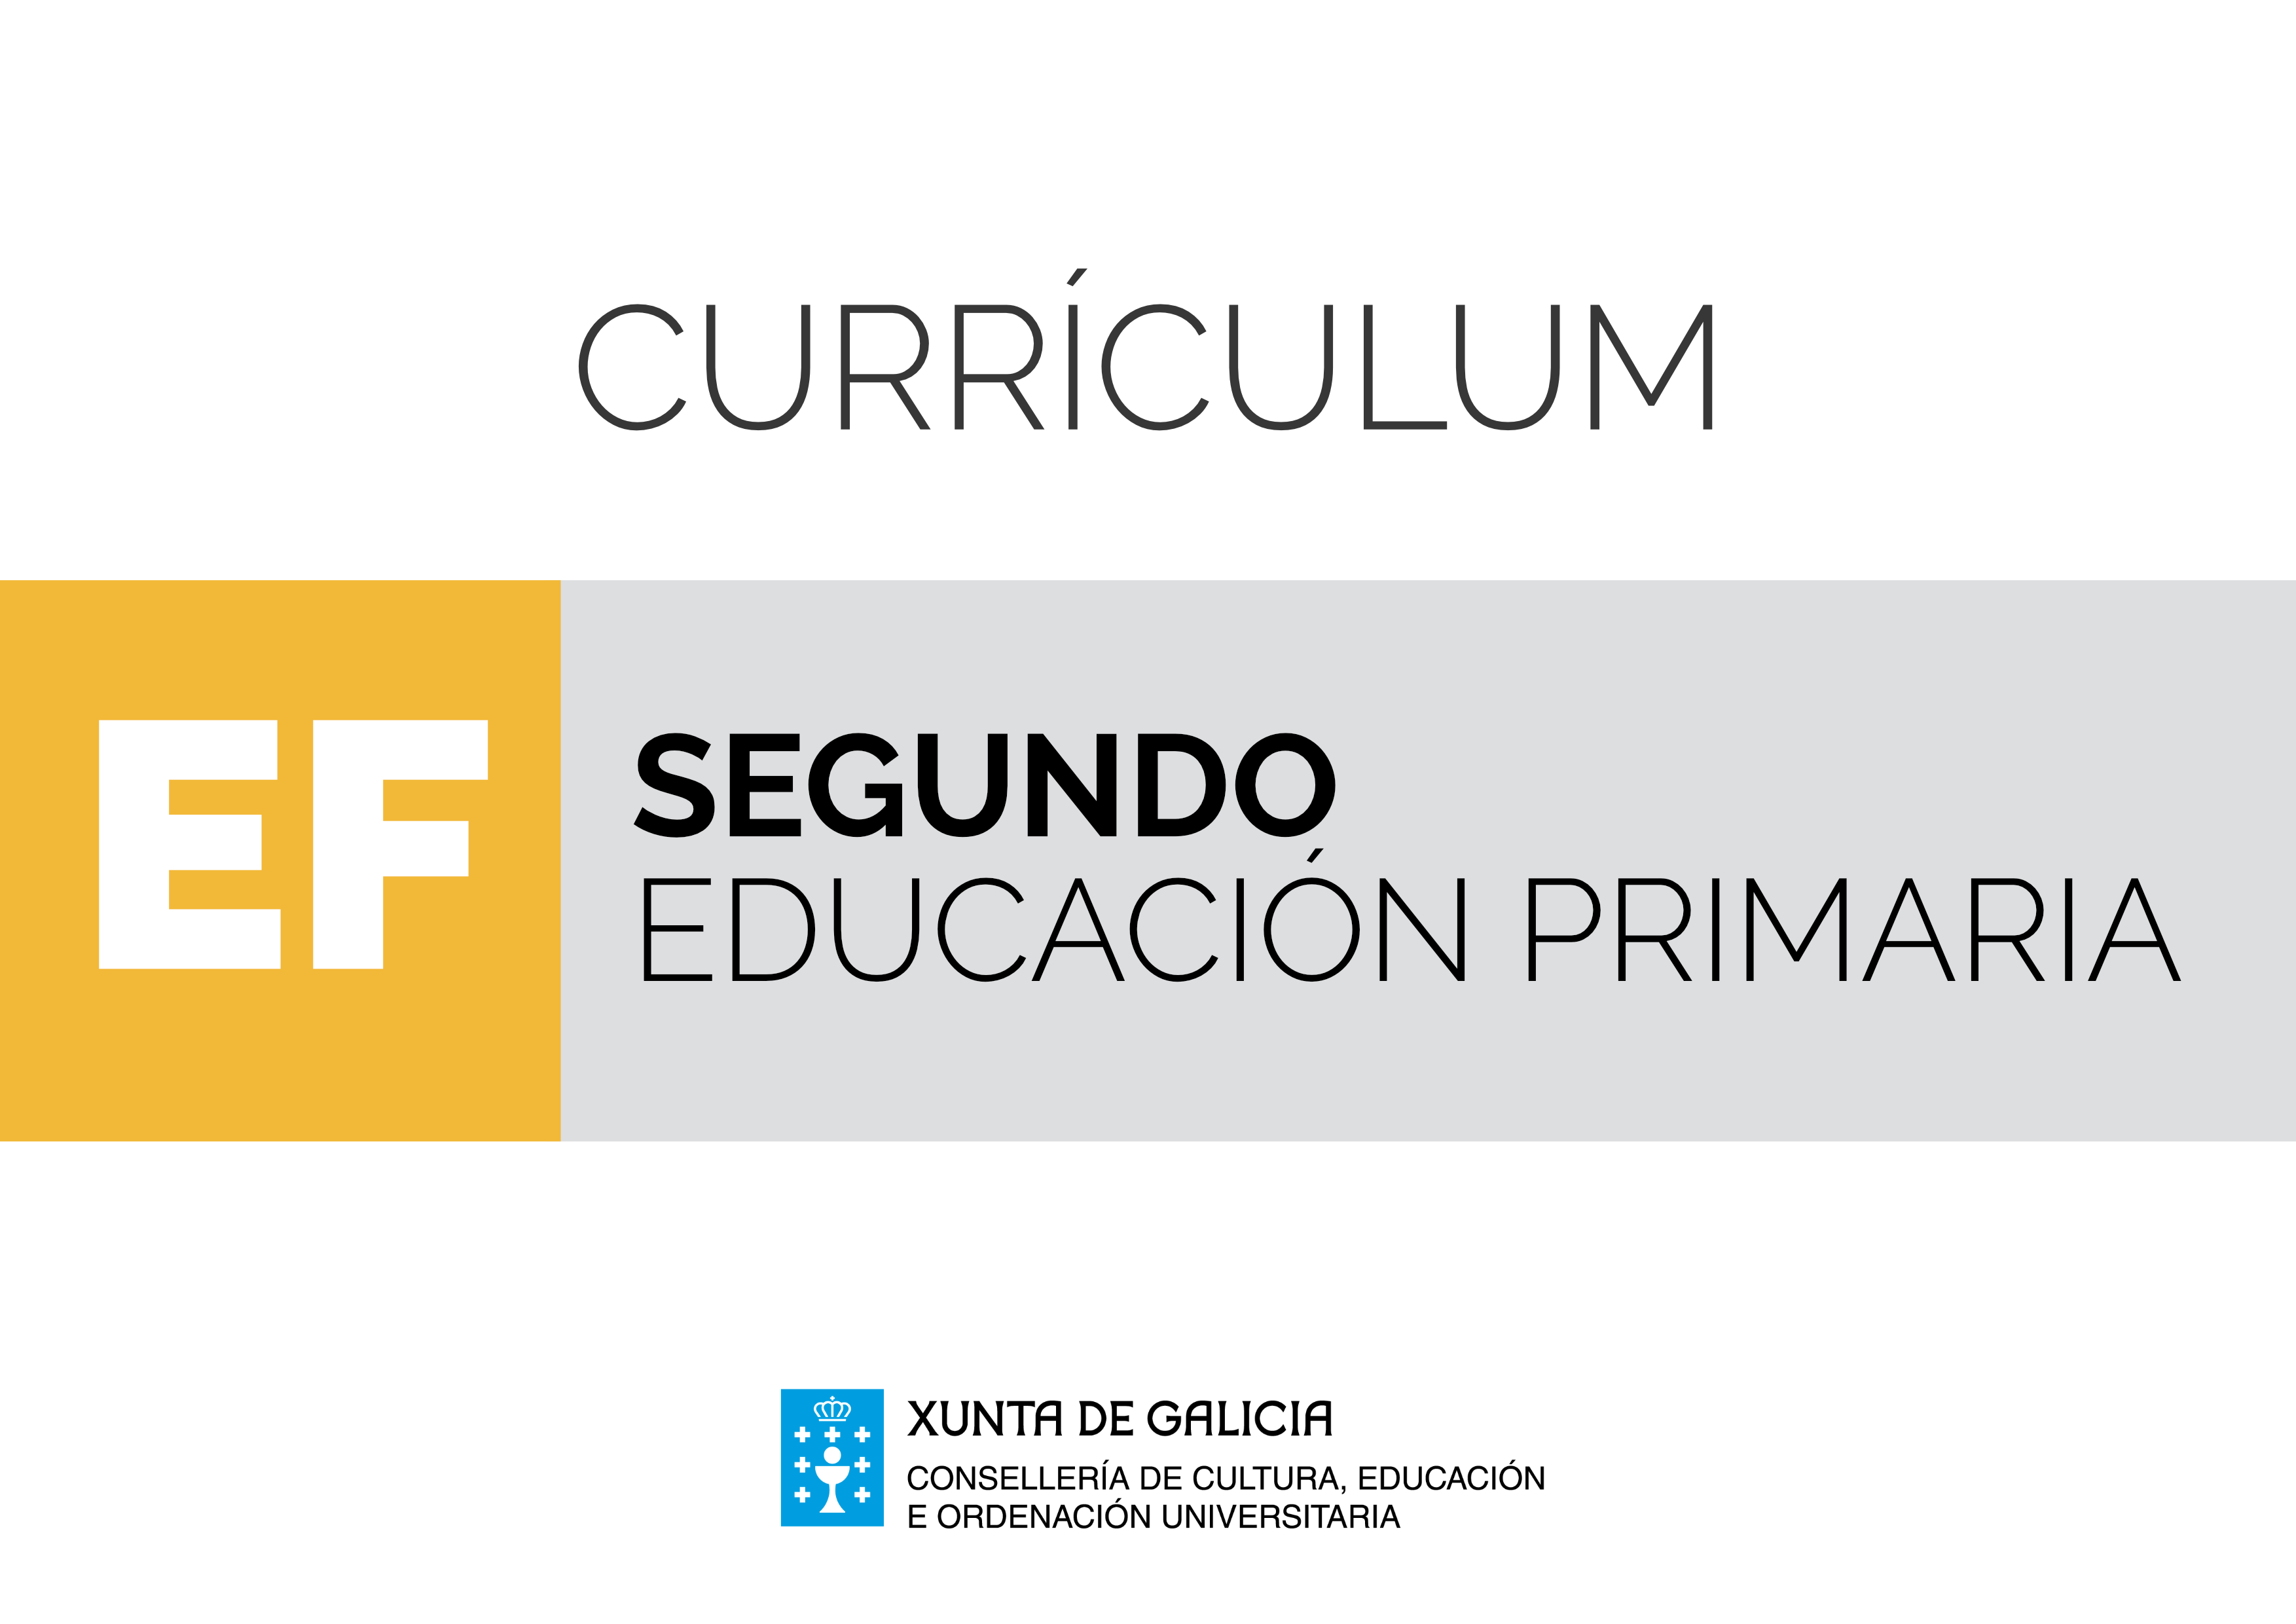 CURRÍCULUM
EF
SEGUNDO
EDUCACIÓN PRIMARIA
XUNTA DE GALICIA
CONSELLERÍA DE CULTURA, EDUCACIÓN
E ORDENACIÓN UNIVERSITARIA